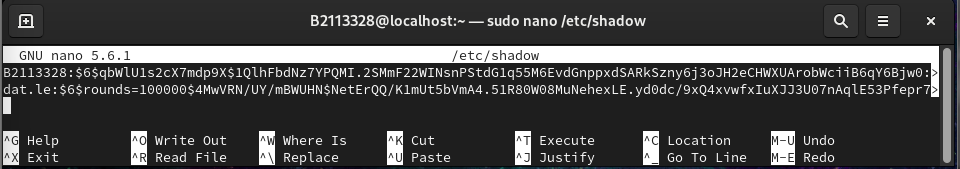 B2113328@localhost:~ — sudo nano /etc/shadow
GNU nano 5.6.1 /etc/shadow
B2113328:$6$qbWlU1s2cX7mdp9X$1QlhFbdNz7YPQMI.2SMmF22WINsnPStdG1q55M6EvdGnppxdSARkSzny6j3oJH2eCHWXUArobWciiB6qY6Bjw0:>
dat.le:$6$rounds=100000$4MwVRN/UY/mBWUHN$NetErQQ/K1mUt5bVmA4.51R80W08MuNehexLE.yd0dc/9xQ4xvwfxIuXJJ3U07nAqlE53Pfepr7>
^G Help ^O Write Out ^W Where Is ^K Cut ^T Execute ^C Location M-U Undo
^X Exit ^R Read File ^\ Replace ^U Paste ^J Justify ^_ Go To Line M-E Redo